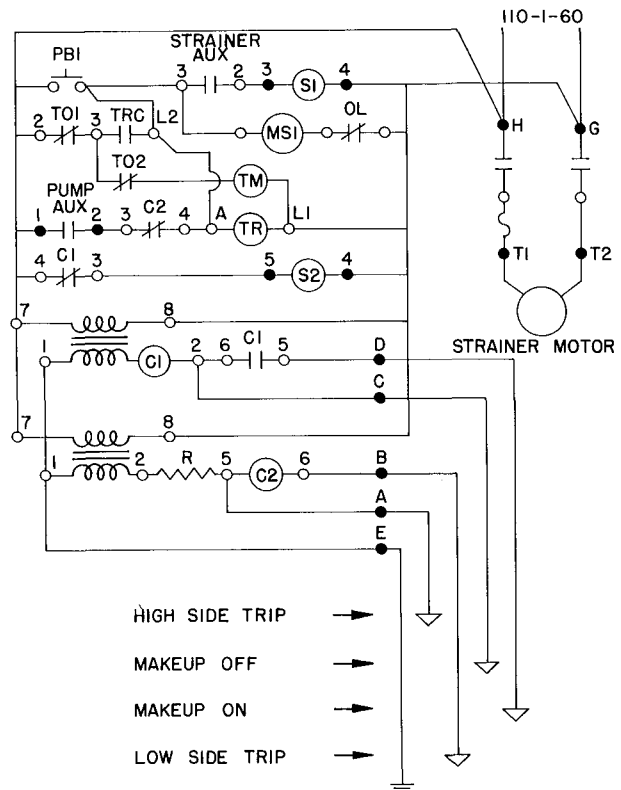 110-1-60
STRAINER
AUX
PB1
3 2 3 4
S1
H G
TO1 TRC L2
2 3
MS1 OL
TO2
TM
PUMP
AUX
1 2 3 C2 4 A TR L1
C1
4 3 5 S2 4
T1 T2
7 8
STRAINER MOTOR
1 C1 2 6 C1 5 D
C
7 8
1 2 R 5 C2 6 B
A
E
HIGH SIDE TRIP
MAKEUP OFF
MAKEUP ON
LOW SIDE TRIP